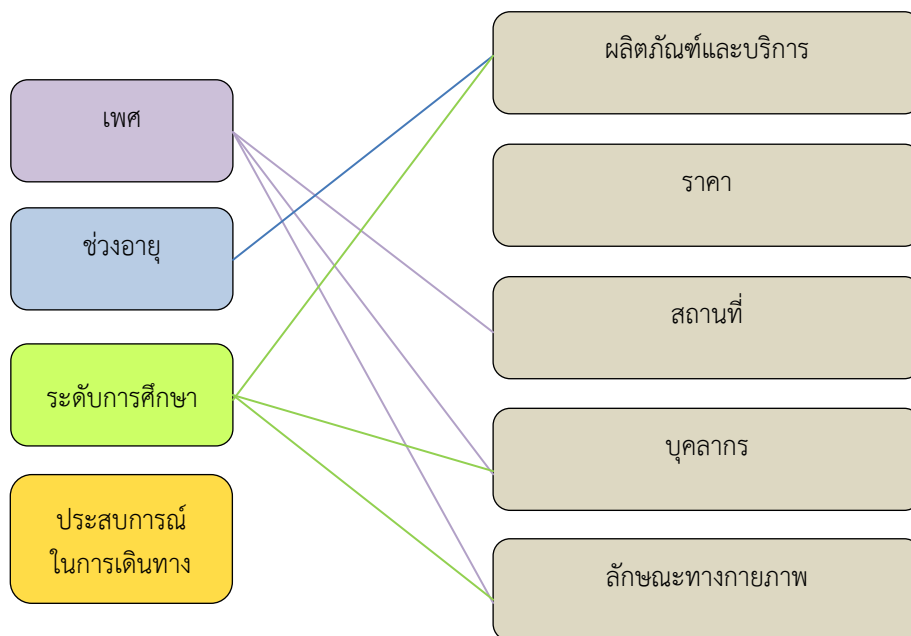 เพศ
ช่วงอายุ
ระดับการศึกษา
ประสบการณ์
ในการเดินทาง
ผลิตภัณฑ์และบริการ
ราคา
สถานที่
บุคลากร
ลักษณะทางกายภาพ